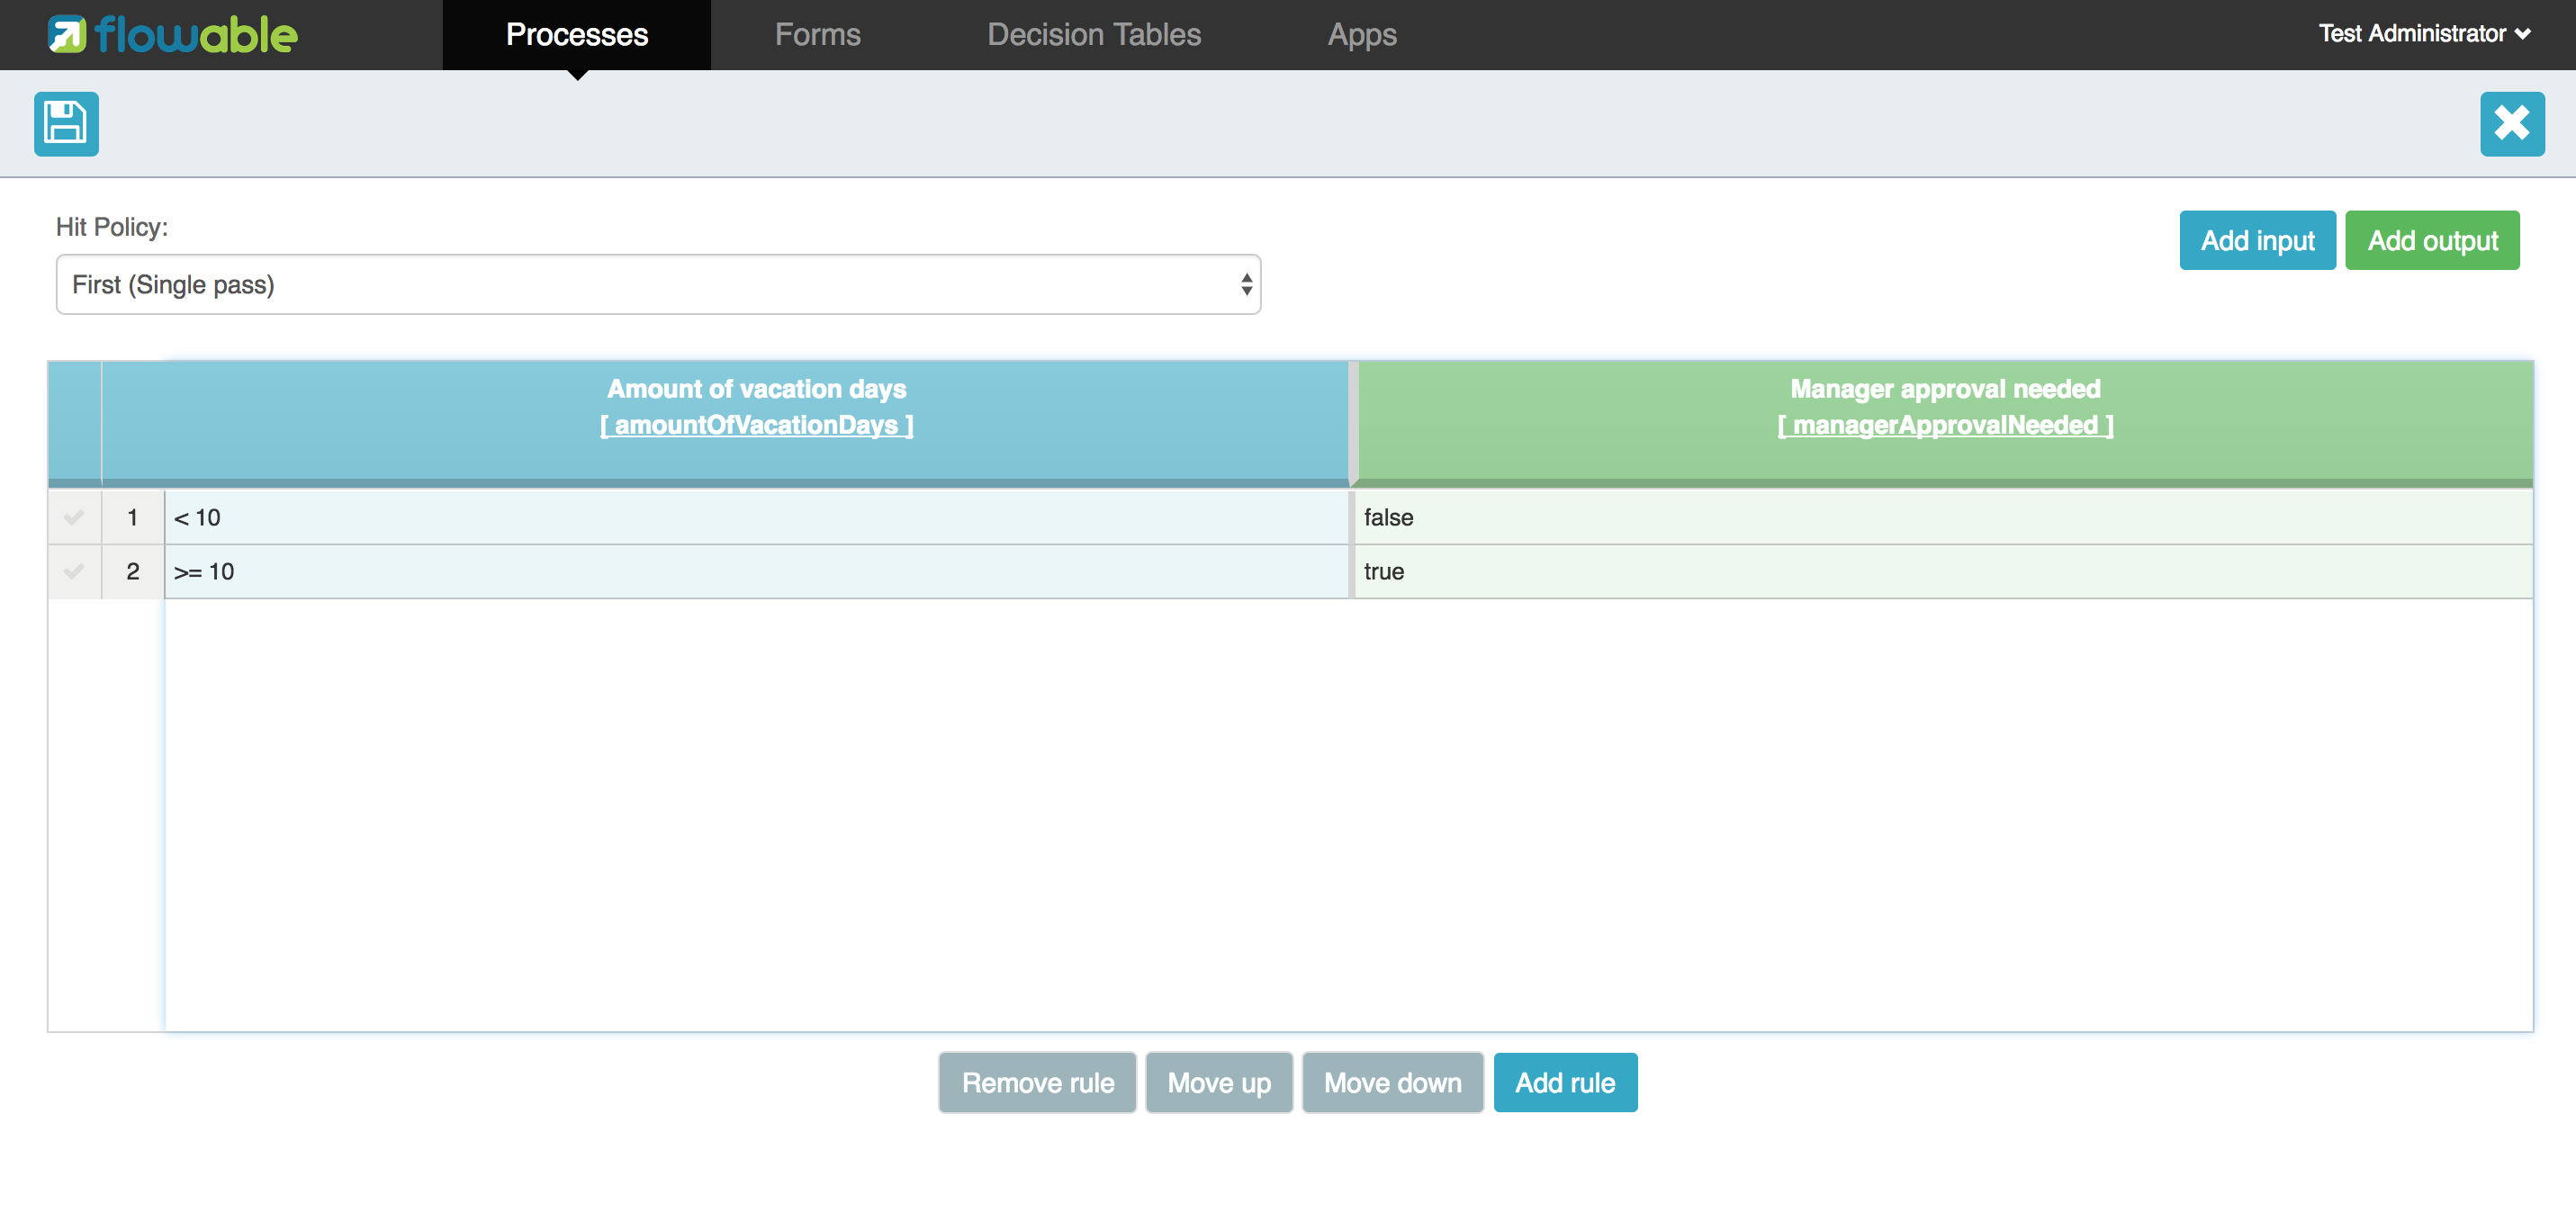 flowable Processes Forms Decision Tables Apps Test Administrator
Hit Policy:
Add input Add output
First (Single pass)
Amount of vacation days Manager approval needed
[ amountOfVacationDays ] [ managerApprovalNeeded ]
1 < 10 false
2 >= 10 true
Remove rule Move up Move down Add rule